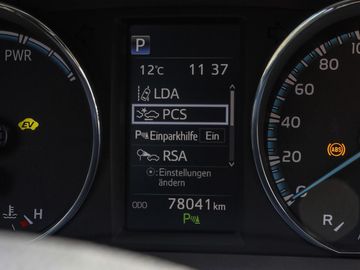 PWR
P
12°C 11 37
LDA
PCS
P Einparkhilfe Ein
RSA
:Einstellungen
ändern
ODO 78041 km
P
EV
H
100
80
60
40
20
0
ABS
R